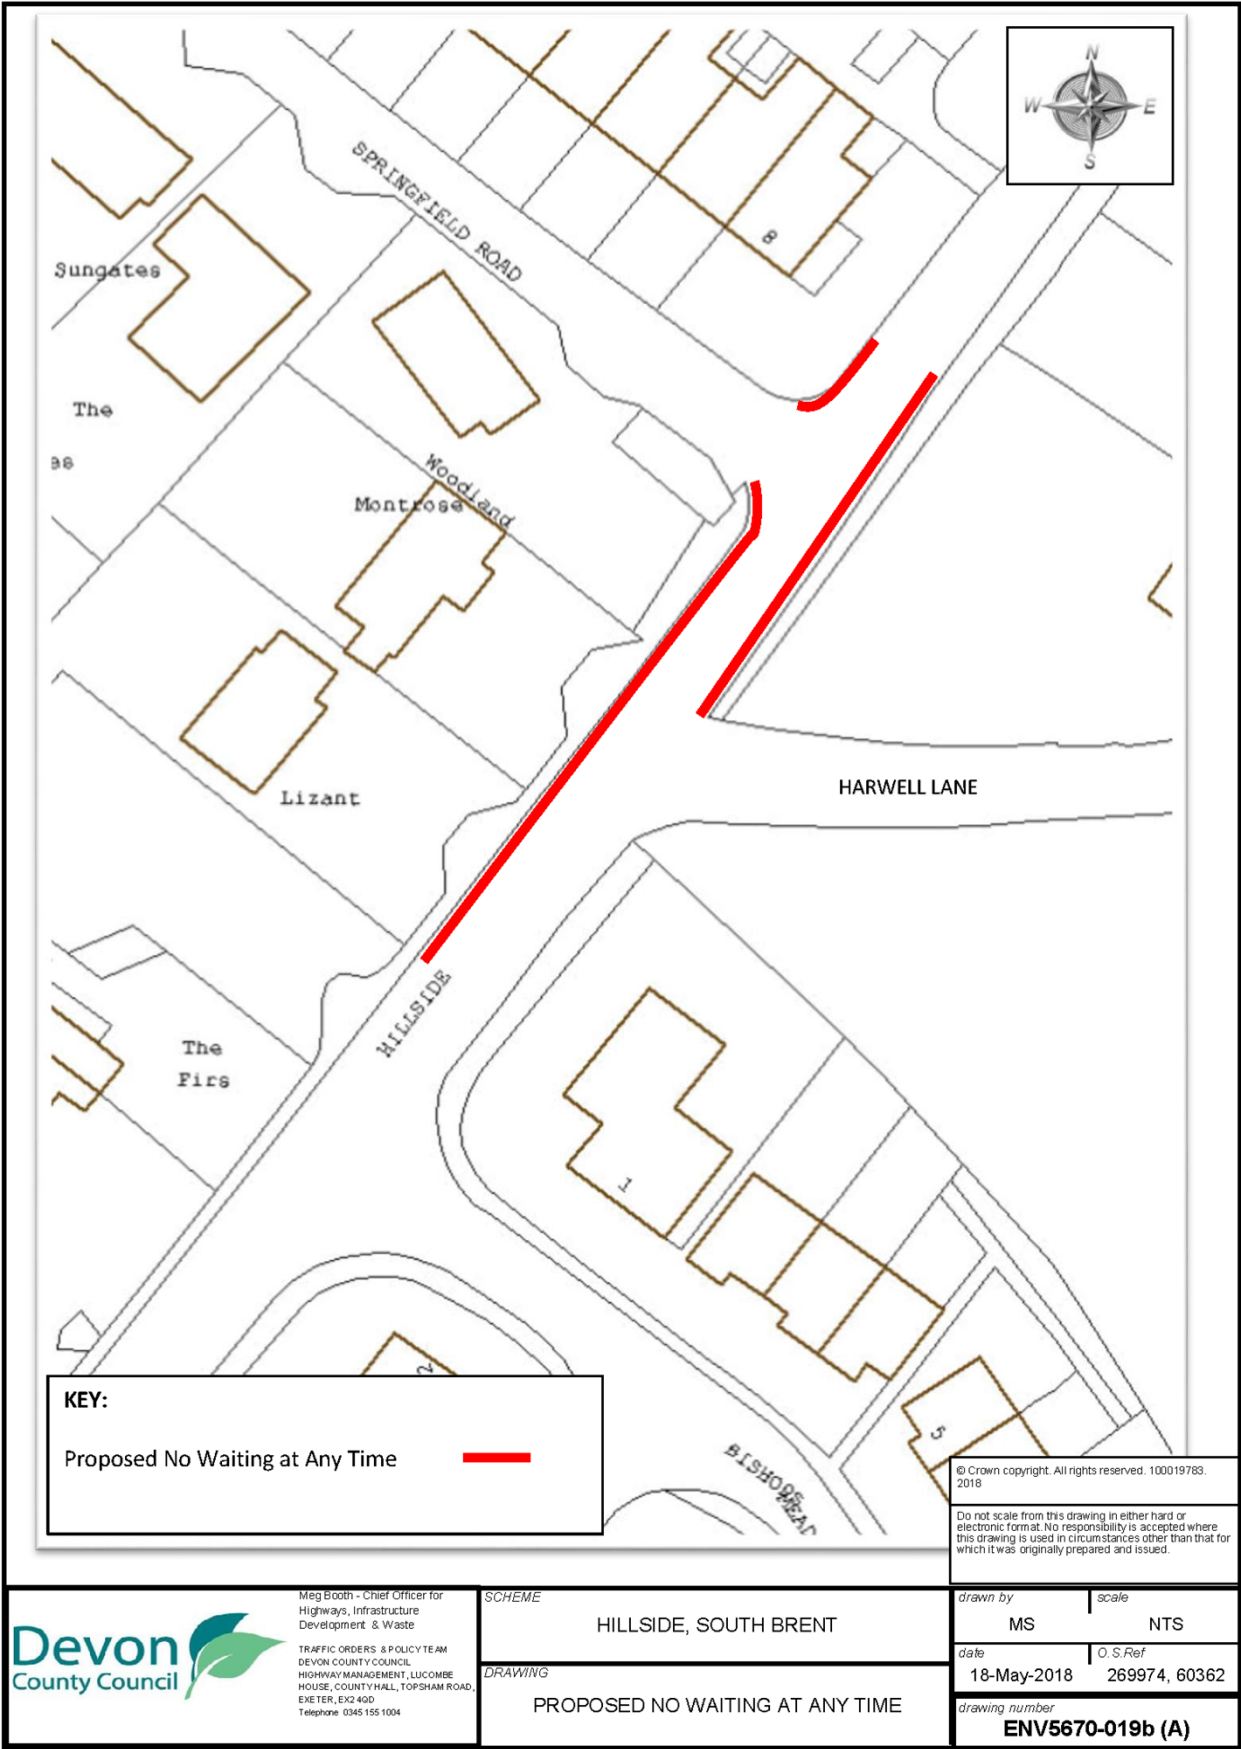 N
W E
S
SPRINGFIELD ROAD
8
Sungates
The
as
Woodland
Montrose
Lizant
HARWELL LANE
HILLSIDE
The
Firs
1
2
5
BISHOPS
MEAD
KEY:
Proposed No Waiting at Any Time
© Crown copyright. All rights reserved. 100019783.
2018
Do not scale from this drawing in either hard or
electronic format. No responsibility is accepted where
this drawing is used in circumstances other than that for
which it was originally prepared and issued.
Devon
County Council
Meg Booth - Chief Officer for
Highways, Infrastructure
Development & Waste
TRAFFIC ORDERS & POLICY TEAM
DEVON COUNTY COUNCIL
HIGHWAY MANAGEMENT, LUCOMBE
HOUSE, COUNTY HALL, TOPSHAM ROAD,
EXETER, EX2 4QD
Telephone 0345 155 1004
SCHEME
HILLSIDE, SOUTH BRENT
DRAWING
PROPOSED NO WAITING AT ANY TIME
drawn by
MS
scale
NTS
date
18-May-2018
O.S.Ref
269974, 60362
drawing number
ENV5670-019b (A)